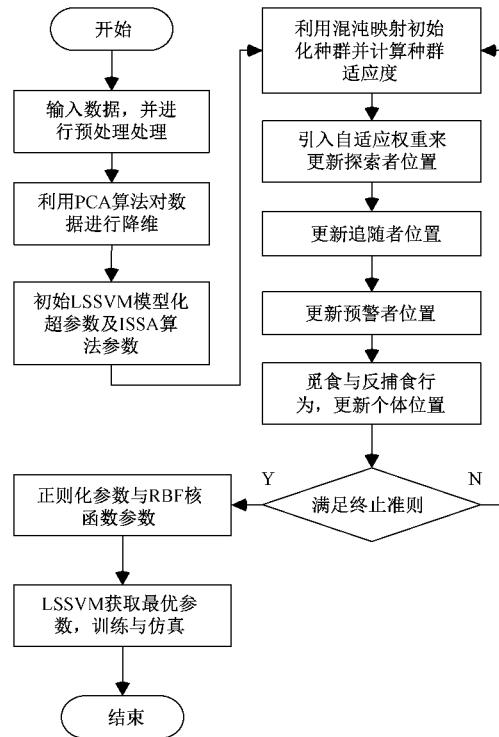 开始
输入数据，并进
行预处理处理
利用PCA算法对数
据进行降维
初始LSSVM模型化
超参数及ISSA算
法参数
利用混沌映射初始
化种群并计算种群
适应度
引入自适应权重来
更新探索者位置
更新追随者位置
更新预警者位置
觅食与反捕食行
为，更新个体位置
满足终止准则
Y
N
正则化参数与RBF核
函数参数
LSSVM获取最优参
数，训练与仿真
结束